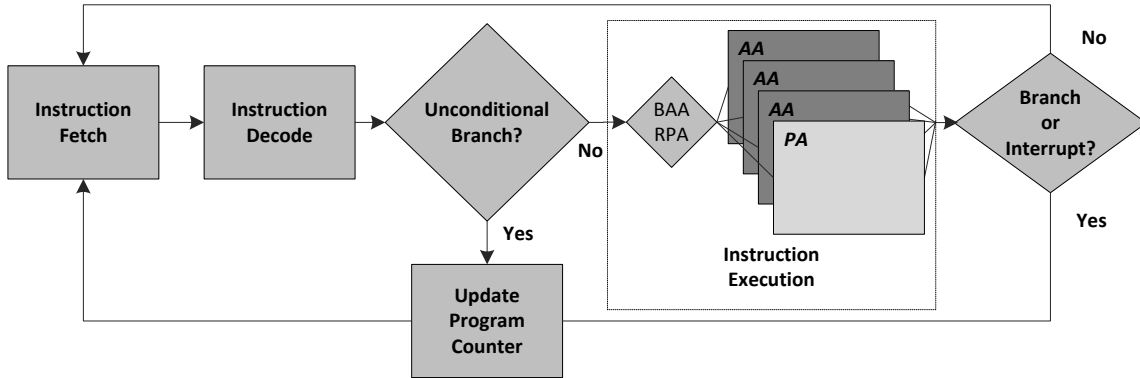 Instruction
Fetch
Instruction
Decode
Unconditional
Branch?
No
Yes
Update
Program
Counter
BAA
RPA
AA
AA
AA
PA
Instruction
Execution
Branch
or
Interrupt?
No
Yes